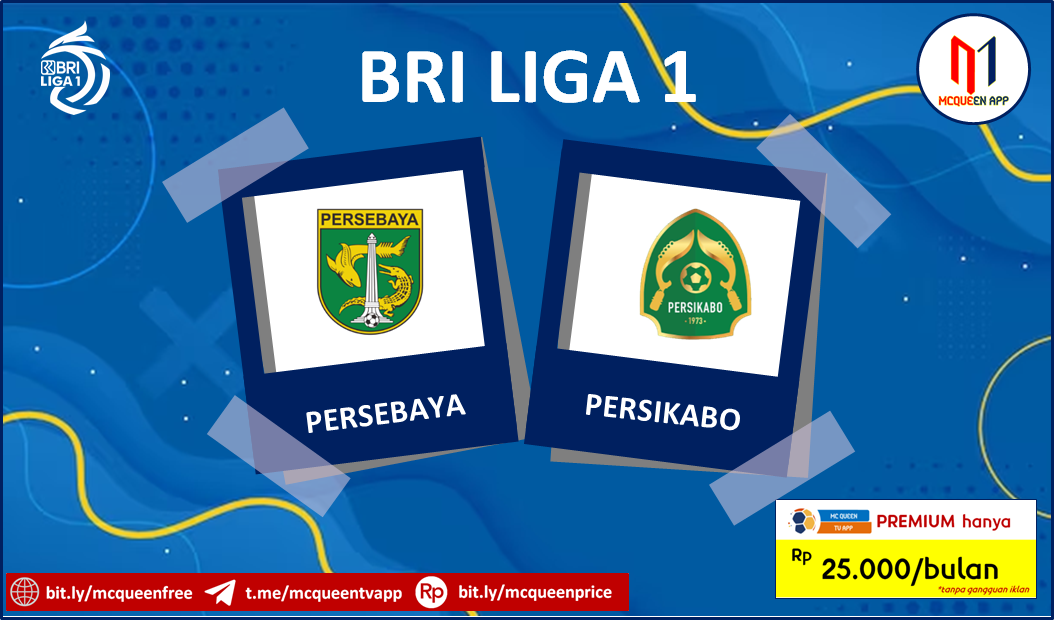 BRI
LIGA 1
BRI LIGA 1
MCQUEEN APP
PERSEBAYA
PERSIKABO
· 1973 ·
PERSEBAYA
PERSIKABO
MC QUEEN
TU APP
PREMIUM hanya
Rp 25.000/bulan
*tanpa gangguan iklan
bit.ly/mcqueenfree
t.me/mcqueentvapp
Rp bit.ly/mcqueenprice